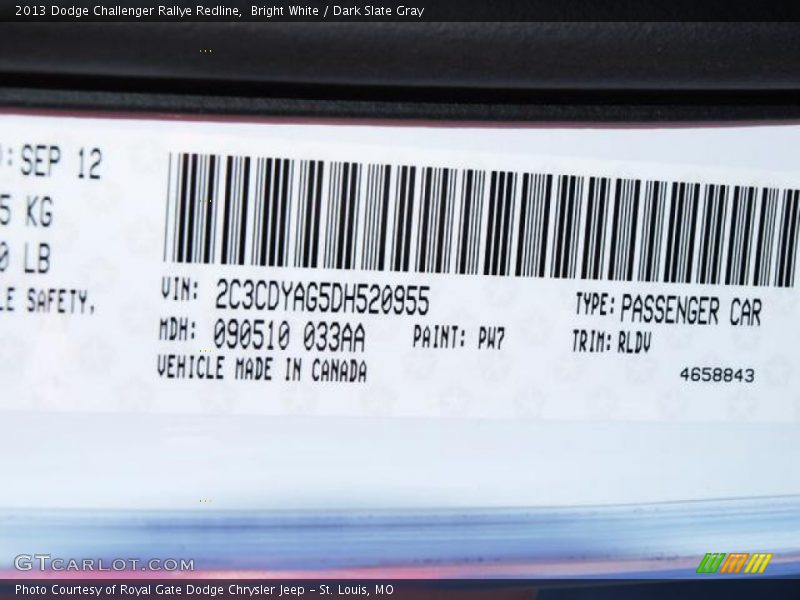 2013 Dodge Challenger Rallye Redline,  Bright White / Dark Slate Gray
: SEP 12
5 KG
0 LB
LE SAFETY,
VIN: 2C3CDYAG5DH520955
TYPE: PASSENGER CAR
MDH: 090510 033AA
PAINT: PW7
TRIM: RLDV
VEHICLE MADE IN CANADA
4658843
GTCARLOT.COM
Photo Courtesy of Royal Gate Dodge Chrysler Jeep - St. Louis, MO